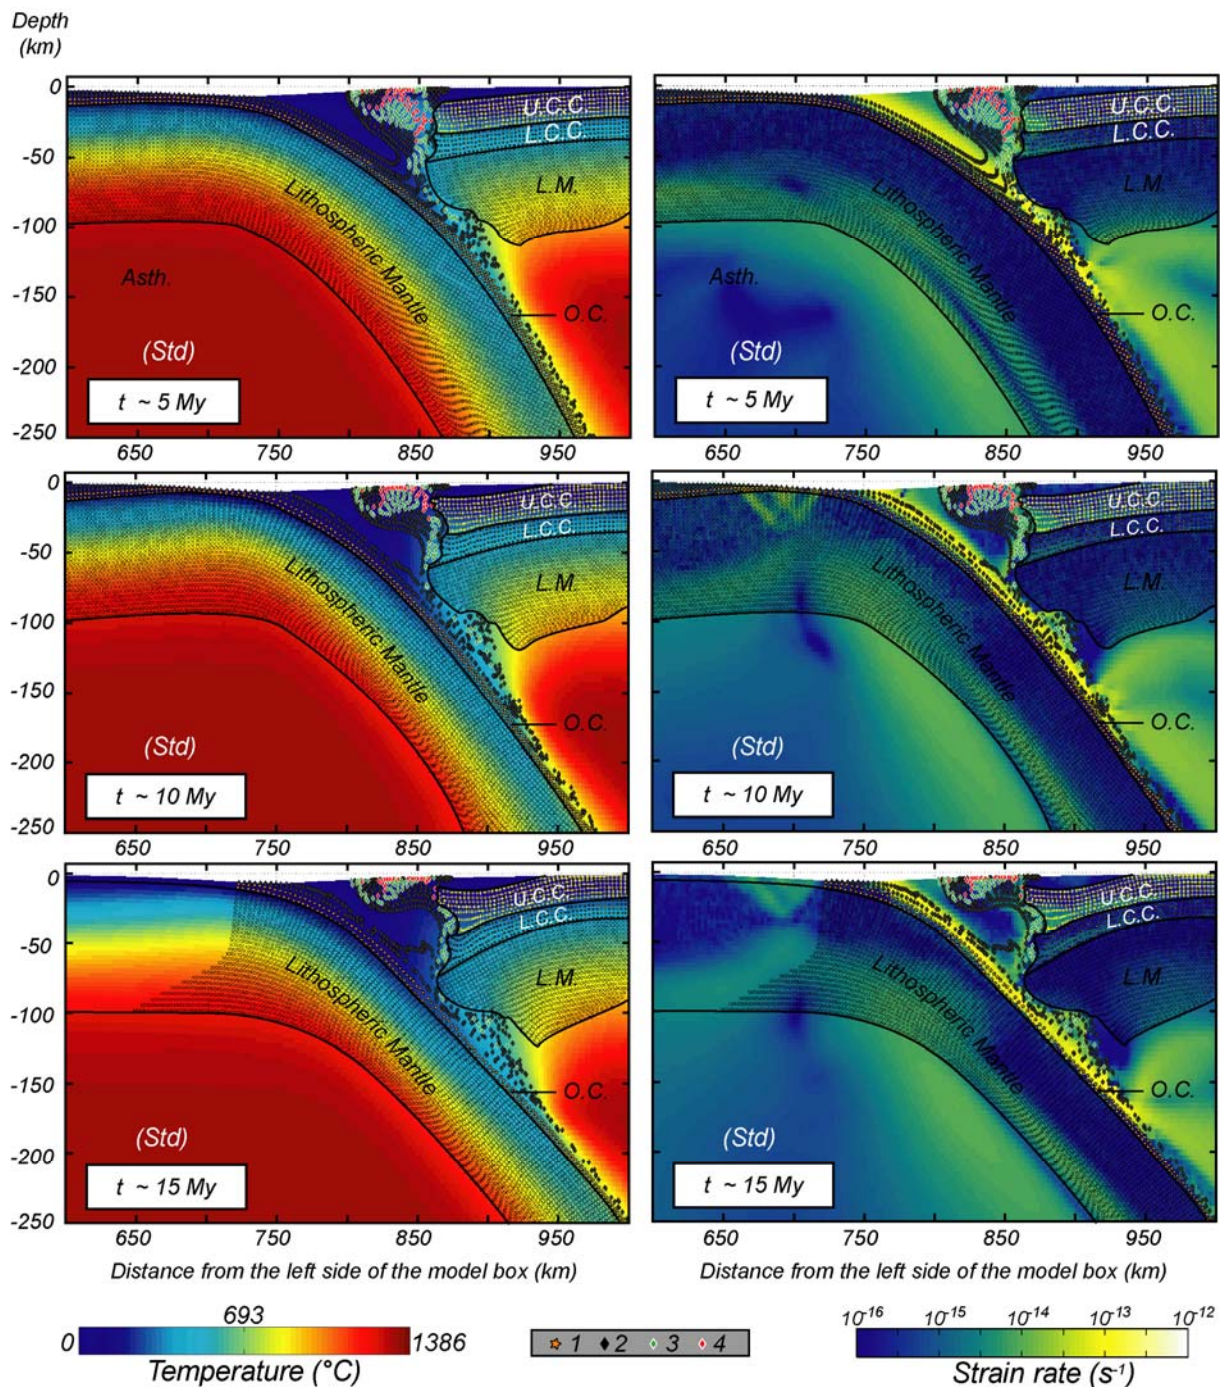 Depth
(km)
0
-50
-100
-150
-200
-250
U.C.C.
L.C.C.
L.M.
Lithospheric Mantle
Asth.
O.C.
(Std)
t ~ 5 My
650
750
850
950
U.C.C.
L.C.C.
L.M.
Lithospheric Mantle
Asth.
O.C.
(Std)
t ~ 5 My
650
750
850
950
0
-50
-100
-150
-200
-250
U.C.C.
L.C.C.
L.M.
Lithospheric Mantle
O.C.
(Std)
t ~ 10 My
650
750
850
950
U.C.C.
L.C.C.
L.M.
Lithospheric Mantle
O.C.
(Std)
t ~ 10 My
650
750
850
950
0
-50
-100
-150
-200
-250
U.C.C.
L.C.C.
L.M.
Lithospheric Mantle
O.C.
(Std)
t ~ 15 My
650
750
850
950
U.C.C.
L.C.C.
L.M.
Lithospheric Mantle
O.C.
(Std)
t ~ 15 My
650
750
850
950
Distance from the left side of the model box (km)
Distance from the left side of the model box (km)
693
0
1386
Temperature (°C)
1 2 3 4
10⁻¹⁶ 10⁻¹⁵ 10⁻¹⁴ 10⁻¹³ 10⁻¹²
Strain rate (s⁻¹)